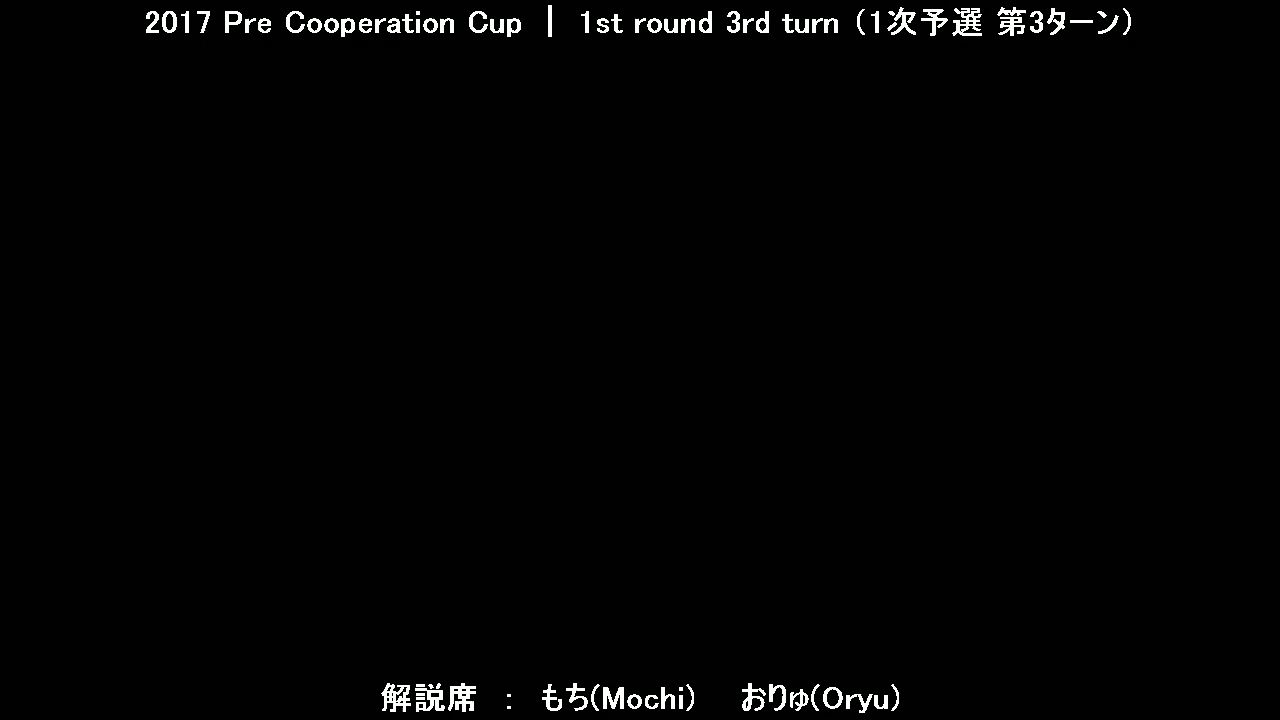 2017 Pre Cooperation Cup | 1st round 3rd turn (1次予選 第3ターン)
解説席 : もち(Mochi) おりゅ(Oryu)